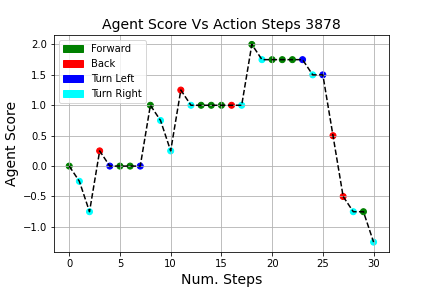 Agent Score Vs Action Steps 3878
2.0
1.5
1.0
0.5
0.0
−0.5
−1.0
Agent Score
Forward
Back
Turn Left
Turn Right
0 5 10 15 20 25 30
Num. Steps